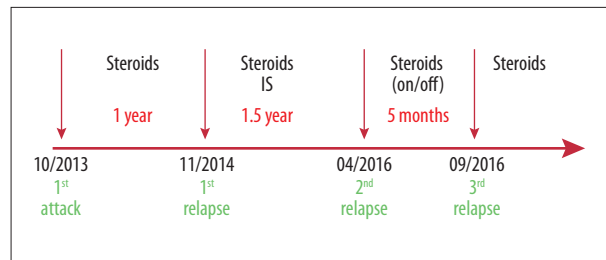 Steroids
Steroids
IS
Steroids
(on/off)
Steroids
1 year
1.5 year
5 months
10/2013
1st
attack
11/2014
1st
relapse
04/2016
2nd
relapse
09/2016
3rd
relapse